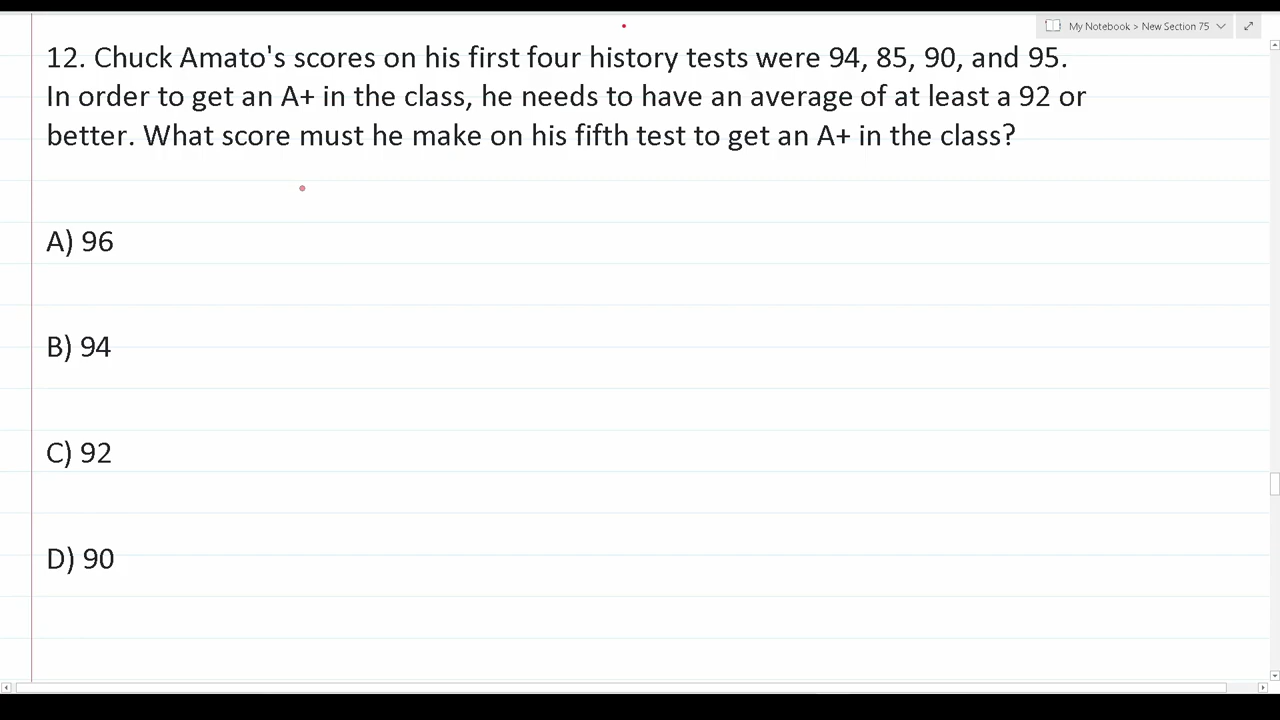 My Notebook > New Section 75
12. Chuck Amato's scores on his first four history tests were 94, 85, 90, and 95.
In order to get an A+ in the class, he needs to have an average of at least a 92 or
better. What score must he make on his fifth test to get an A+ in the class?
A) 96
B) 94
C) 92
D) 90